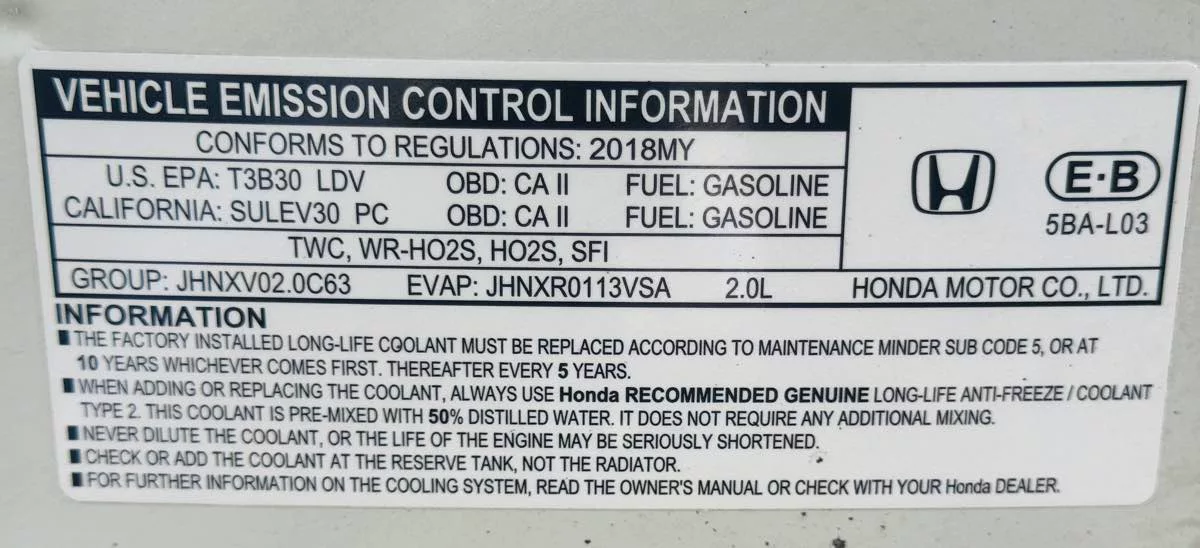 VEHICLE EMISSION CONTROL INFORMATION
CONFORMS TO REGULATIONS: 2018MY
U.S. EPA: T3B30 LDV OBD: CA II FUEL: GASOLINE
CALIFORNIA: SULEV30 PC OBD: CA II FUEL: GASOLINE
TWC, WR-HO2S, HO2S, SFI
E·B
5BA-L03
GROUP: JHNXV02.0C63 EVAP: JHNXR0113VSA 2.0L HONDA MOTOR CO., LTD.
INFORMATION
■ THE FACTORY INSTALLED LONG-LIFE COOLANT MUST BE REPLACED ACCORDING TO MAINTENANCE MINDER SUB CODE 5, OR AT
10 YEARS WHICHEVER COMES FIRST. THEREAFTER EVERY 5 YEARS.
■ WHEN ADDING OR REPLACING THE COOLANT, ALWAYS USE Honda RECOMMENDED GENUINE LONG-LIFE ANTI-FREEZE / COOLANT
TYPE 2. THIS COOLANT IS PRE-MIXED WITH 50% DISTILLED WATER. IT DOES NOT REQUIRE ANY ADDITIONAL MIXING.
■ NEVER DILUTE THE COOLANT, OR THE LIFE OF THE ENGINE MAY BE SERIOUSLY SHORTENED.
■ CHECK OR ADD THE COOLANT AT THE RESERVE TANK, NOT THE RADIATOR.
■ FOR FURTHER INFORMATION ON THE COOLING SYSTEM, READ THE OWNER'S MANUAL OR CHECK WITH YOUR Honda DEALER.